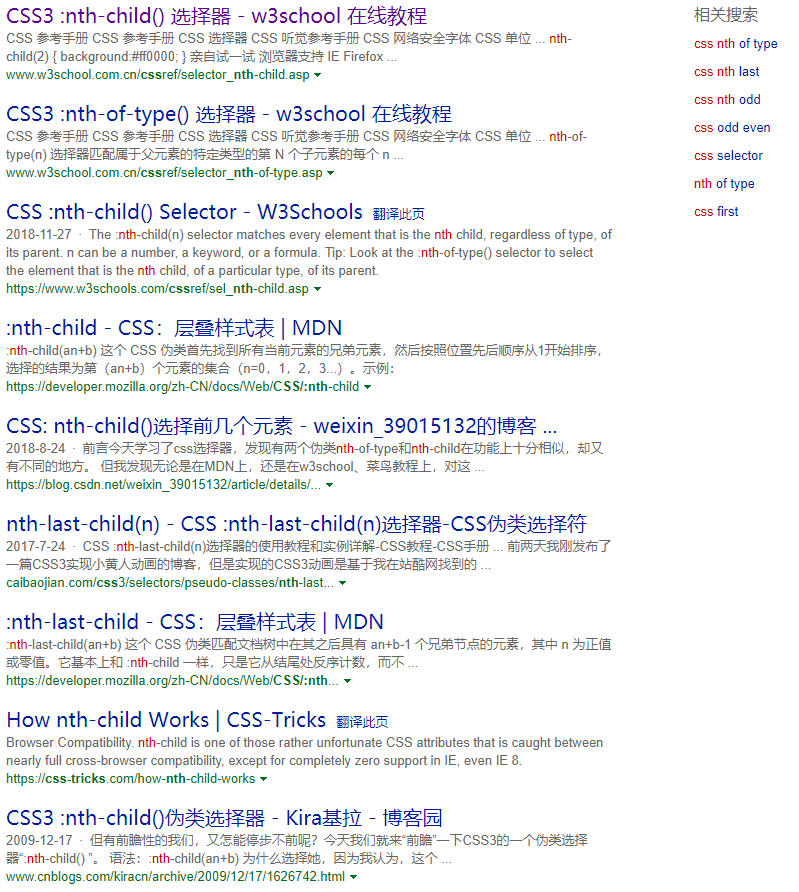 CSS3 :nth-child() 选择器 - w3school 在线教程
CSS 参考手册 CSS 参考手册 CSS 选择器 CSS 听觉参考手册 CSS 网络安全字体 CSS 单位 ... nth-
child(2) { background:#ff0000; } 亲自试一试 浏览器支持 IE Firefox ...
www.w3school.com.cn/cssref/selector_nth-child.asp
CSS3 :nth-of-type() 选择器 - w3school 在线教程
CSS 参考手册 CSS 参考手册 CSS 选择器 CSS 听觉参考手册 CSS 网络安全字体 CSS 单位 ... nth-of-
type(n) 选择器匹配属于父元素的特定类型的第 N 个子元素的每个 n ...
www.w3school.com.cn/cssref/selector_nth-of-type.asp
CSS :nth-child() Selector - W3Schools 翻译此页
2018-11-27 · The :nth-child(n) selector matches every element that is the nth child, regardless of type, of
its parent. n can be a number, a keyword, or a formula. Tip: Look at the :nth-of-type() selector to select
the element that is the nth child, of a particular type, of its parent.
https://www.w3schools.com/cssref/sel_nth-child.asp
:nth-child - CSS：层叠样式表 | MDN
:nth-child(an+b) 这个 CSS 伪类首先找到所有当前元素的兄弟元素，然后按照位置先后顺序从1开始排序，
选择的结果为第（an+b）个元素的集合（n=0，1，2，3...）。示例：
https://developer.mozilla.org/zh-CN/docs/Web/CSS/:nth-child
CSS: nth-child()选择前几个元素 - weixin_39015132的博客 ...
2018-8-24 · 前言今天学习了css选择器，发现有两个伪类nth-of-type和nth-child在功能上十分相似，却又
有不同的地方。 但我发现无论是在MDN上，还是在w3school、菜鸟教程上，对这 ...
https://blog.csdn.net/weixin_39015132/article/details/...
nth-last-child(n) - CSS :nth-last-child(n)选择器-CSS伪类选择符
2017-7-24 · CSS :nth-last-child(n)选择器的使用教程和实例详解-CSS教程-CSS手册 ... 前两天我刚发布了
一篇CSS3实现小黄人动画的博客，但是实现的CSS3动画是基于我在站酷网找到的 ...
caibaojian.com/css3/selectors/pseudo-classes/nth-last...
:nth-last-child - CSS：层叠样式表 | MDN
:nth-last-child(an+b) 这个 CSS 伪类匹配文档树中在其之后具有 an+b-1 个兄弟节点的元素，其中 n 为正值
或零值。它基本上和 :nth-child 一样，只是它从结尾处反序计数，而不 ...
https://developer.mozilla.org/zh-CN/docs/Web/CSS/:nth...
How nth-child Works | CSS-Tricks 翻译此页
Browser Compatibility. nth-child is one of those rather unfortunate CSS attributes that is caught between
nearly full cross-browser compatibility, except for completely zero support in IE, even IE 8.
https://css-tricks.com/how-nth-child-works
CSS3 :nth-child()伪类选择器 - Kira基拉 - 博客园
2009-12-17 · 但有前瞻性的我们，又怎能停步不前呢？今天我们就来“前瞻”一下CSS3的一个伪类选择
器“:nth-child() ”。 语法：:nth-child(an+b) 为什么选择她，因为我认为，这个 ...
www.cnblogs.com/kiracn/archive/2009/12/17/1626742.html
相关搜索
css nth of type
css nth last
css nth odd
css odd even
css selector
nth of type
css first